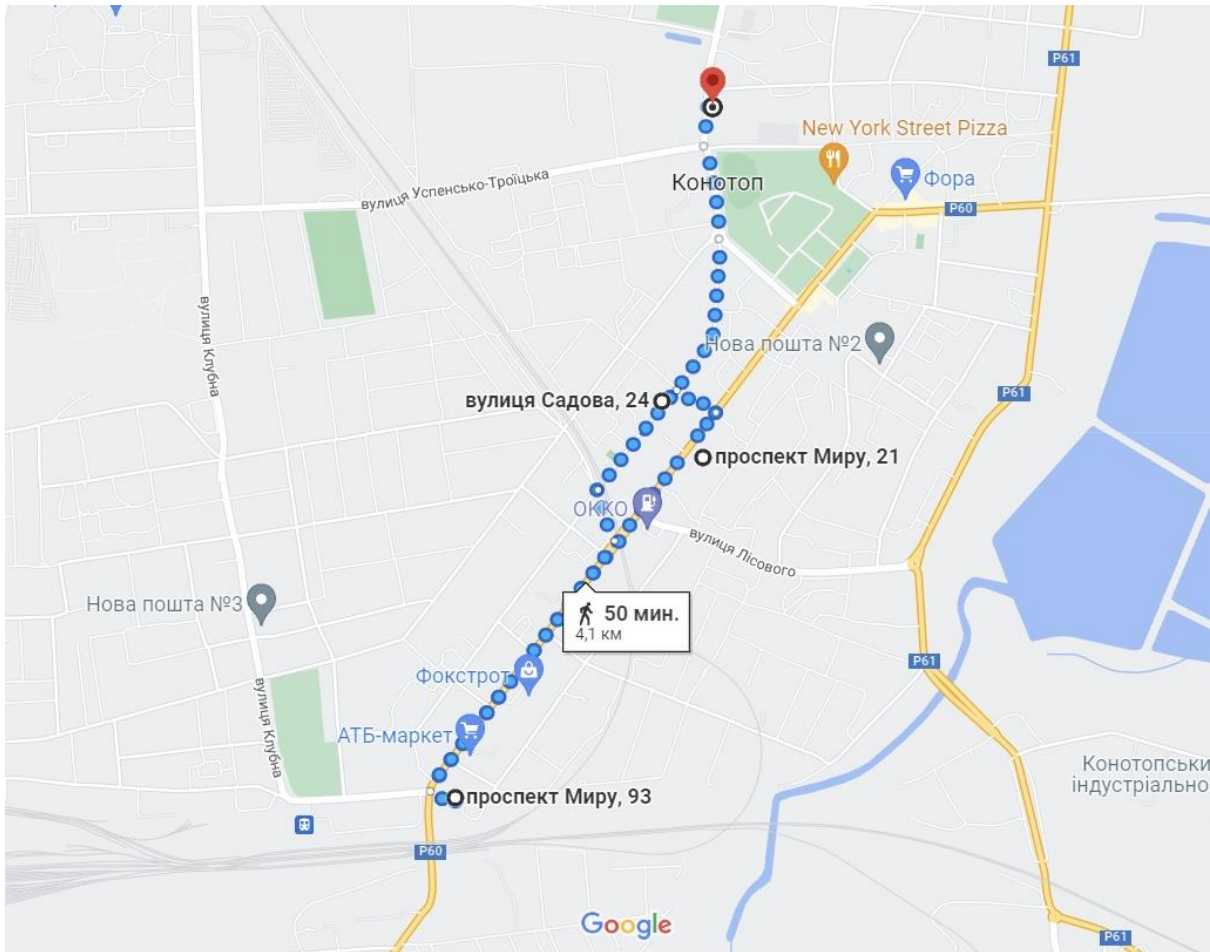 P61
New York Street Pizza
Фора
Конотоп
вулиця Успенсько-Троїцька
P60
вулиця Клубна
Нова пошта №2
вулиця Садова, 24
P61
проспект Миру, 21
ОККО
вулиця Лісового
Нова пошта №3
50 мин.
4,1 км
P61
Фокстрот
вулиця Клубна
АТБ-маркет
Конотопськи
індустріально
проспект Миру, 93
P60
Google
P61